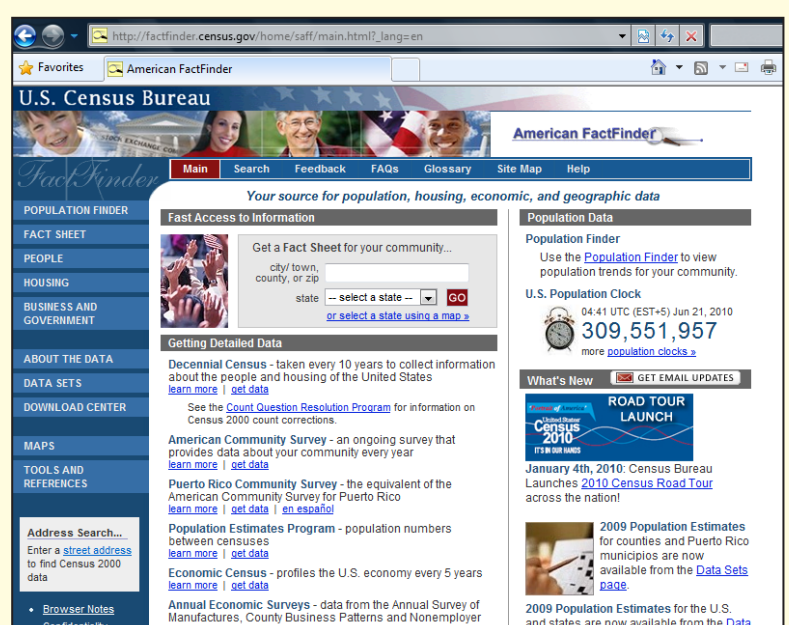 http://factfinder.census.gov/home/saff/main.html?_lang=en
Favorites
American FactFinder
U.S. Census Bureau
STOCK EXCHANGE
American FactFinder
FactFinder
Main Search Feedback FAQs Glossary Site Map Help
Your source for population, housing, economic, and geographic data
POPULATION FINDER
FACT SHEET
PEOPLE
HOUSING
BUSINESS AND
GOVERNMENT
ABOUT THE DATA
DATA SETS
DOWNLOAD CENTER
MAPS
TOOLS AND
REFERENCES
Address Search...
Enter a street address
to find Census 2000
data
• Browser Notes
Confidentiality
Fast Access to Information
Get a Fact Sheet for your community...
city/ town,
county, or zip
state -- select a state -- GO
or select a state using a map »
Getting Detailed Data
Decennial Census - taken every 10 years to collect information
about the people and housing of the United States
learn more | get data
See the Count Question Resolution Program for information on
Census 2000 count corrections.
American Community Survey - an ongoing survey that
provides data about your community every year
learn more | get data
Puerto Rico Community Survey - the equivalent of the
American Community Survey for Puerto Rico
learn more | get data | en español
Population Estimates Program - population numbers
between censuses
learn more | get data
Economic Census - profiles the U.S. economy every 5 years
learn more | get data
Annual Economic Surveys - data from the Annual Survey of
Manufactures, County Business Patterns and Nonemployer
Population Data
Population Finder
Use the Population Finder to view
population trends for your community.
U.S. Population Clock
04:41 UTC (EST+5) Jun 21, 2010
309,551,957
more population clocks »
What's New GET EMAIL UPDATES
Portrait of America
United States
Census
2010
IT'S IN OUR HANDS
ROAD TOUR
LAUNCH
January 4th, 2010: Census Bureau
Launches 2010 Census Road Tour
across the nation!
2009 Population Estimates
for counties and Puerto Rico
municipios are now
available from the Data Sets
page.
2009 Population Estimates for the U.S.
and states are now available from the Data